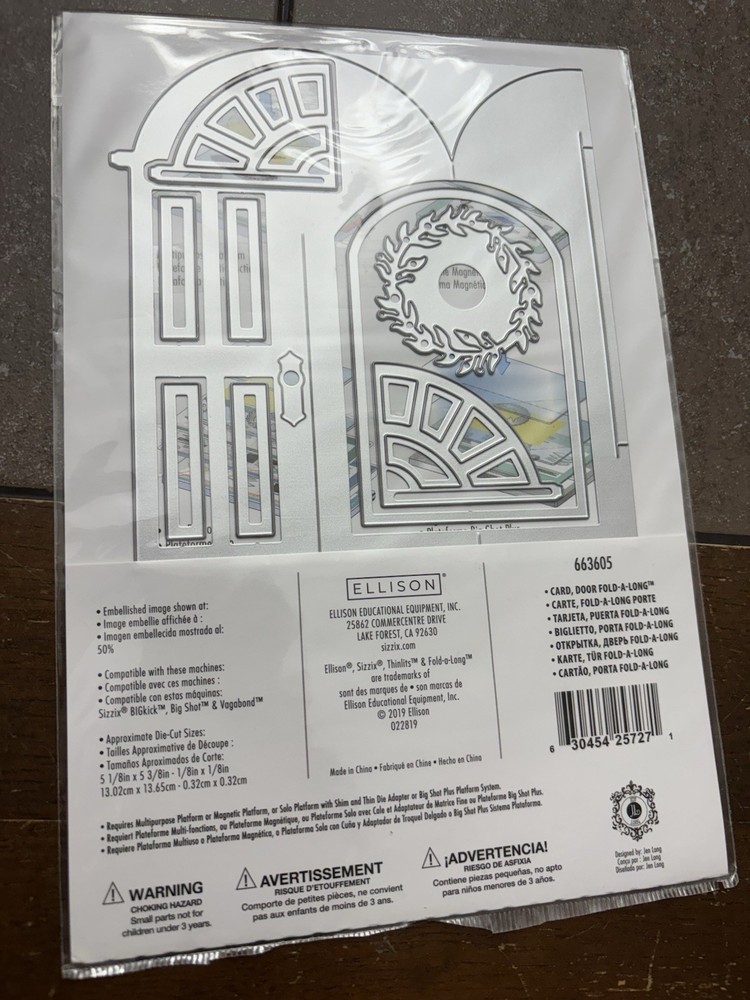 Plateforme
ma Magnétic
Plateforme
• Embellished image shown at:
• Image embellie affichée à :
• Imagen embellecida mostrada al:
50%
• Compatible with these machines:
• Compatible avec ces machines :
• Compatible con estas máquinas:
Sizzix® BIGkick™, Big Shot™ & Vagabond™
• Approximate Die-Cut Sizes:
• Tailles Approximative de Découpe :
• Tamaños Aproximados de Corte:
5 1/8in x 5 3/8in - 1/8in x 1/8in
13.02cm x 13.65cm - 0.32cm x 0.32cm
ELLISON®
ELLISON EDUCATIONAL EQUIPMENT, INC.
25862 COMMERCENTRE DRIVE
LAKE FOREST, CA 92630
sizzix.com
Ellison®, Sizzix®, Thinlits™ & Fold-a-Long™
are trademarks of
sont des marques de • son marcas de
Ellison Educational Equipment, Inc.
© 2019 Ellison
022819
Made in China • Fabriqué en Chine • Hecho en China
663605
• CARD, DOOR FOLD-A-LONG™
• CARTE, FOLD-A-LONG PORTE
• TARJETA, PUERTA FOLD-A-LONG
• BIGLIETTO, PORTA FOLD-A-LONG
• ОТКРЫТКА, ДВЕРЬ FOLD-A-LONG
• KARTE, TÜR FOLD-A-LONG
• CARTÃO, PORTA FOLD-A-LONG
6 30454 25727 1
• Requires Multipurpose Platform or Magnetic Platform, or Solo Platform with Shim and Thin Die Adapter or Big Shot Plus Platform System.
• Requiert Plateforme Multi-fonctions, ou Plateforme Magnétique, ou Plateforme Solo avec Cale et Adaptateur de Matrice Fine ou Plateforme Big Shot Plus.
• Requiere Plataforma Multiuso o Plataforma Magnética, o Plataforma Solo con Cuña y Adaptador de Troquel Delgado o Big Shot Plus Sistema Plataforma.
JL
Designed by: Jen Long
Conçu par : Jen Long
Diseñado por: Jen Long
WARNING
CHOKING HAZARD
Small parts not for
children under 3 years.
AVERTISSEMENT
RISQUE D'ETOUFFEMENT
Comporte de petites pièces, ne convient
pas aux enfants de moins de 3 ans.
¡ADVERTENCIA!
RIESGO DE ASFIXIA
Contiene piezas pequeñas, no apto
para niños menores de 3 años.